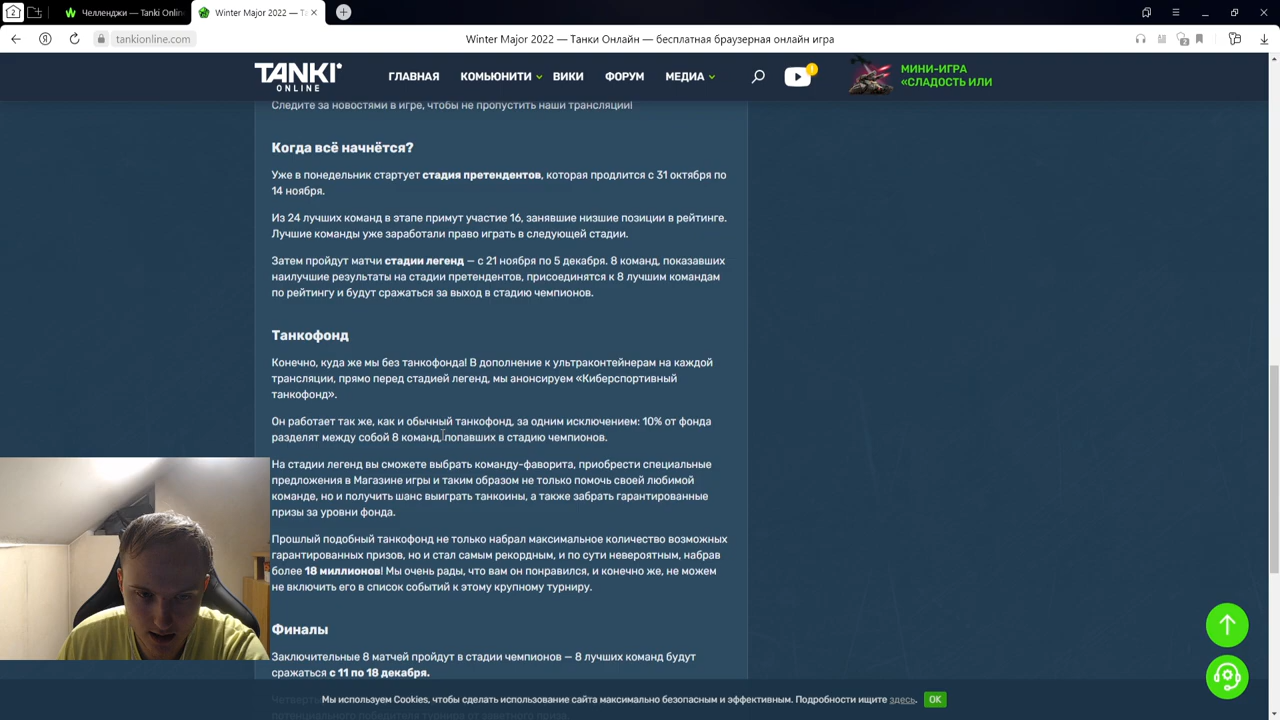 2
Челленджи — Tanki Onlin
Winter Major 2022 — Та
tankionline.com
Winter Major 2022 — Танки Онлайн — бесплатная браузерная онлайн игра
2
TANKI ONLINE
ГЛАВНАЯ
КОМЬЮНИТИ
ВИКИ
ФОРУМ
МЕДИА
!
МИНИ-ИГРА
«СЛАДОСТЬ ИЛИ
Следите за новостями в игре, чтобы не пропустить наши трансляции!
Когда всё начнётся?
Уже в понедельник стартует стадия претендентов, которая продлится с 31 октября по
14 ноября.
Из 24 лучших команд в этапе примут участие 16, занявшие низшие позиции в рейтинге.
Лучшие команды уже заработали право играть в следующей стадии.
Затем пройдут матчи стадии легенд — с 21 ноября по 5 декабря. 8 команд, показавших
наилучшие результаты на стадии претендентов, присоединятся к 8 лучшим командам
по рейтингу и будут сражаться за выход в стадию чемпионов.
Танкофонд
Конечно, куда же мы без танкофонда! В дополнение к ультраконтейнерам на каждой
трансляции, прямо перед стадией легенд, мы анонсируем «Киберспортивный
танкофонд».
Он работает так же, как и обычный танкофонд, за одним исключением: 10% от фонда
разделят между собой 8 команд, попавших в стадию чемпионов.
На стадии легенд вы сможете выбрать команду-фаворита, приобрести специальные
предложения в Магазине игры и таким образом не только помочь своей любимой
команде, но и получить шанс выиграть танкоины, а также забрать гарантированные
призы за уровни фонда.
Прошлый подобный танкофонд не только набрал максимальное количество возможных
гарантированных призов, но и стал самым рекордным, и по сути невероятным, набрав
более 18 миллионов! Мы очень рады, что вам он понравился, и конечно же, не можем
не включить его в список событий к этому крупному турниру.
Финалы
Заключительные 8 матчей пройдут в стадии чемпионов — 8 лучших команд будут
сражаться с 11 по 18 декабря.
Мы используем Cookies, чтобы сделать использование сайта максимально безопасным и эффективным. Подробности ищите здесь.
OK